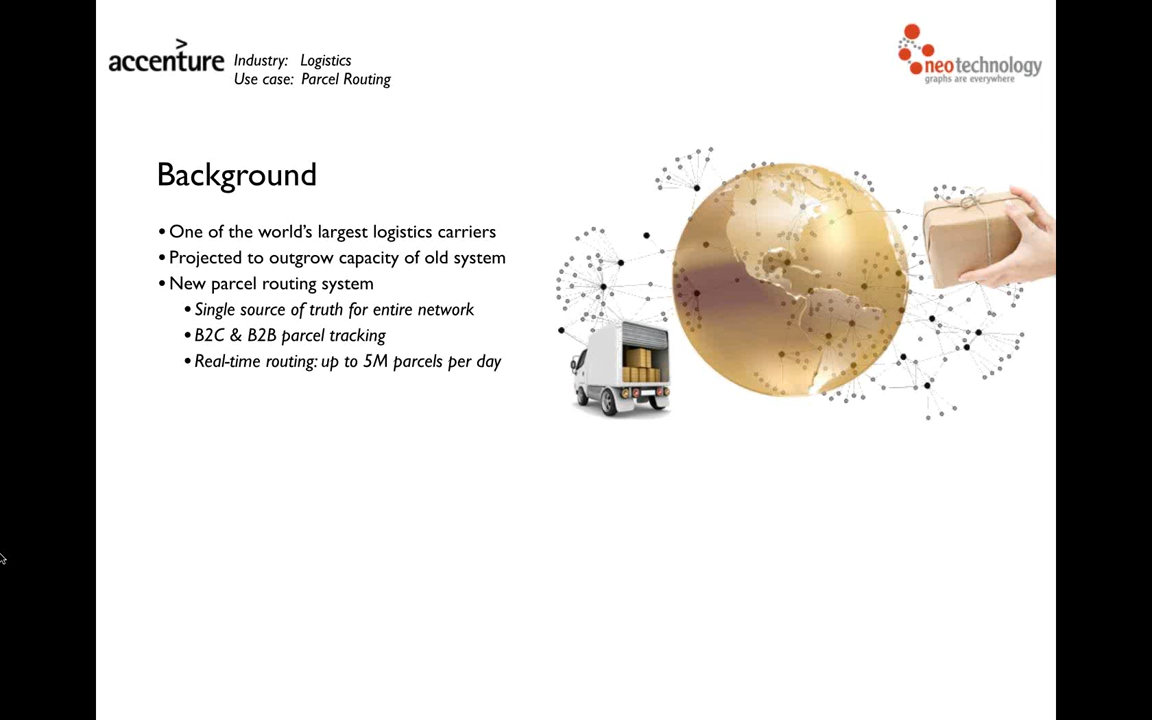 accenture
Industry: Logistics
Use case: Parcel Routing
neotechnology
graphs are everywhere
Background
• One of the world's largest logistics carriers
• Projected to outgrow capacity of old system
• New parcel routing system
• Single source of truth for entire network
• B2C & B2B parcel tracking
• Real-time routing: up to 5M parcels per day